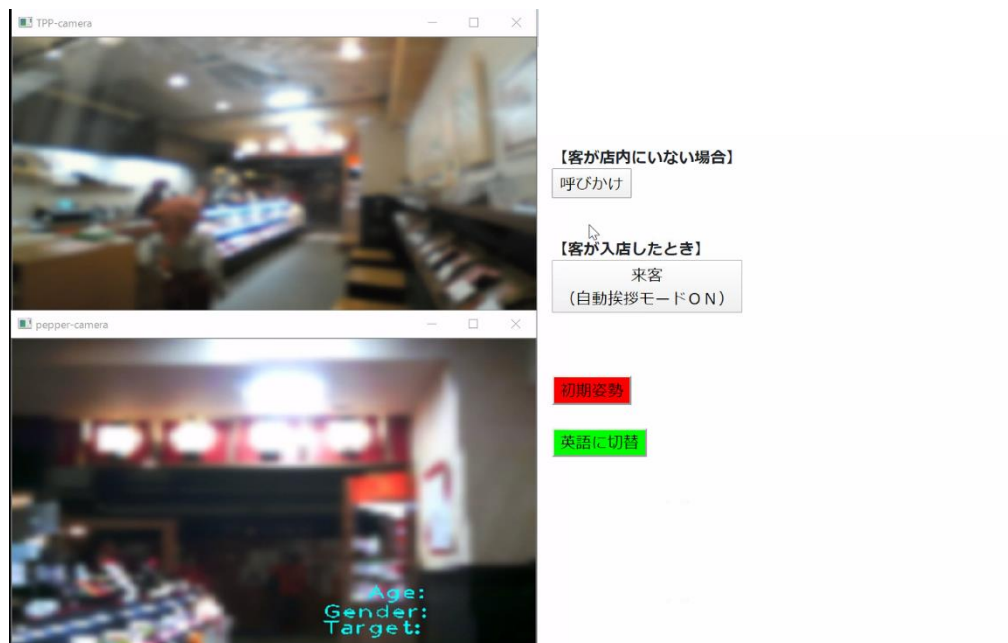 TPP-camera
【客が店内にいない場合】
呼びかけ
【客が入店したとき】
来客
（自動挨拶モードＯＮ）
pepper-camera
初期姿勢
英語に切替
Age:
Gender:
Target: